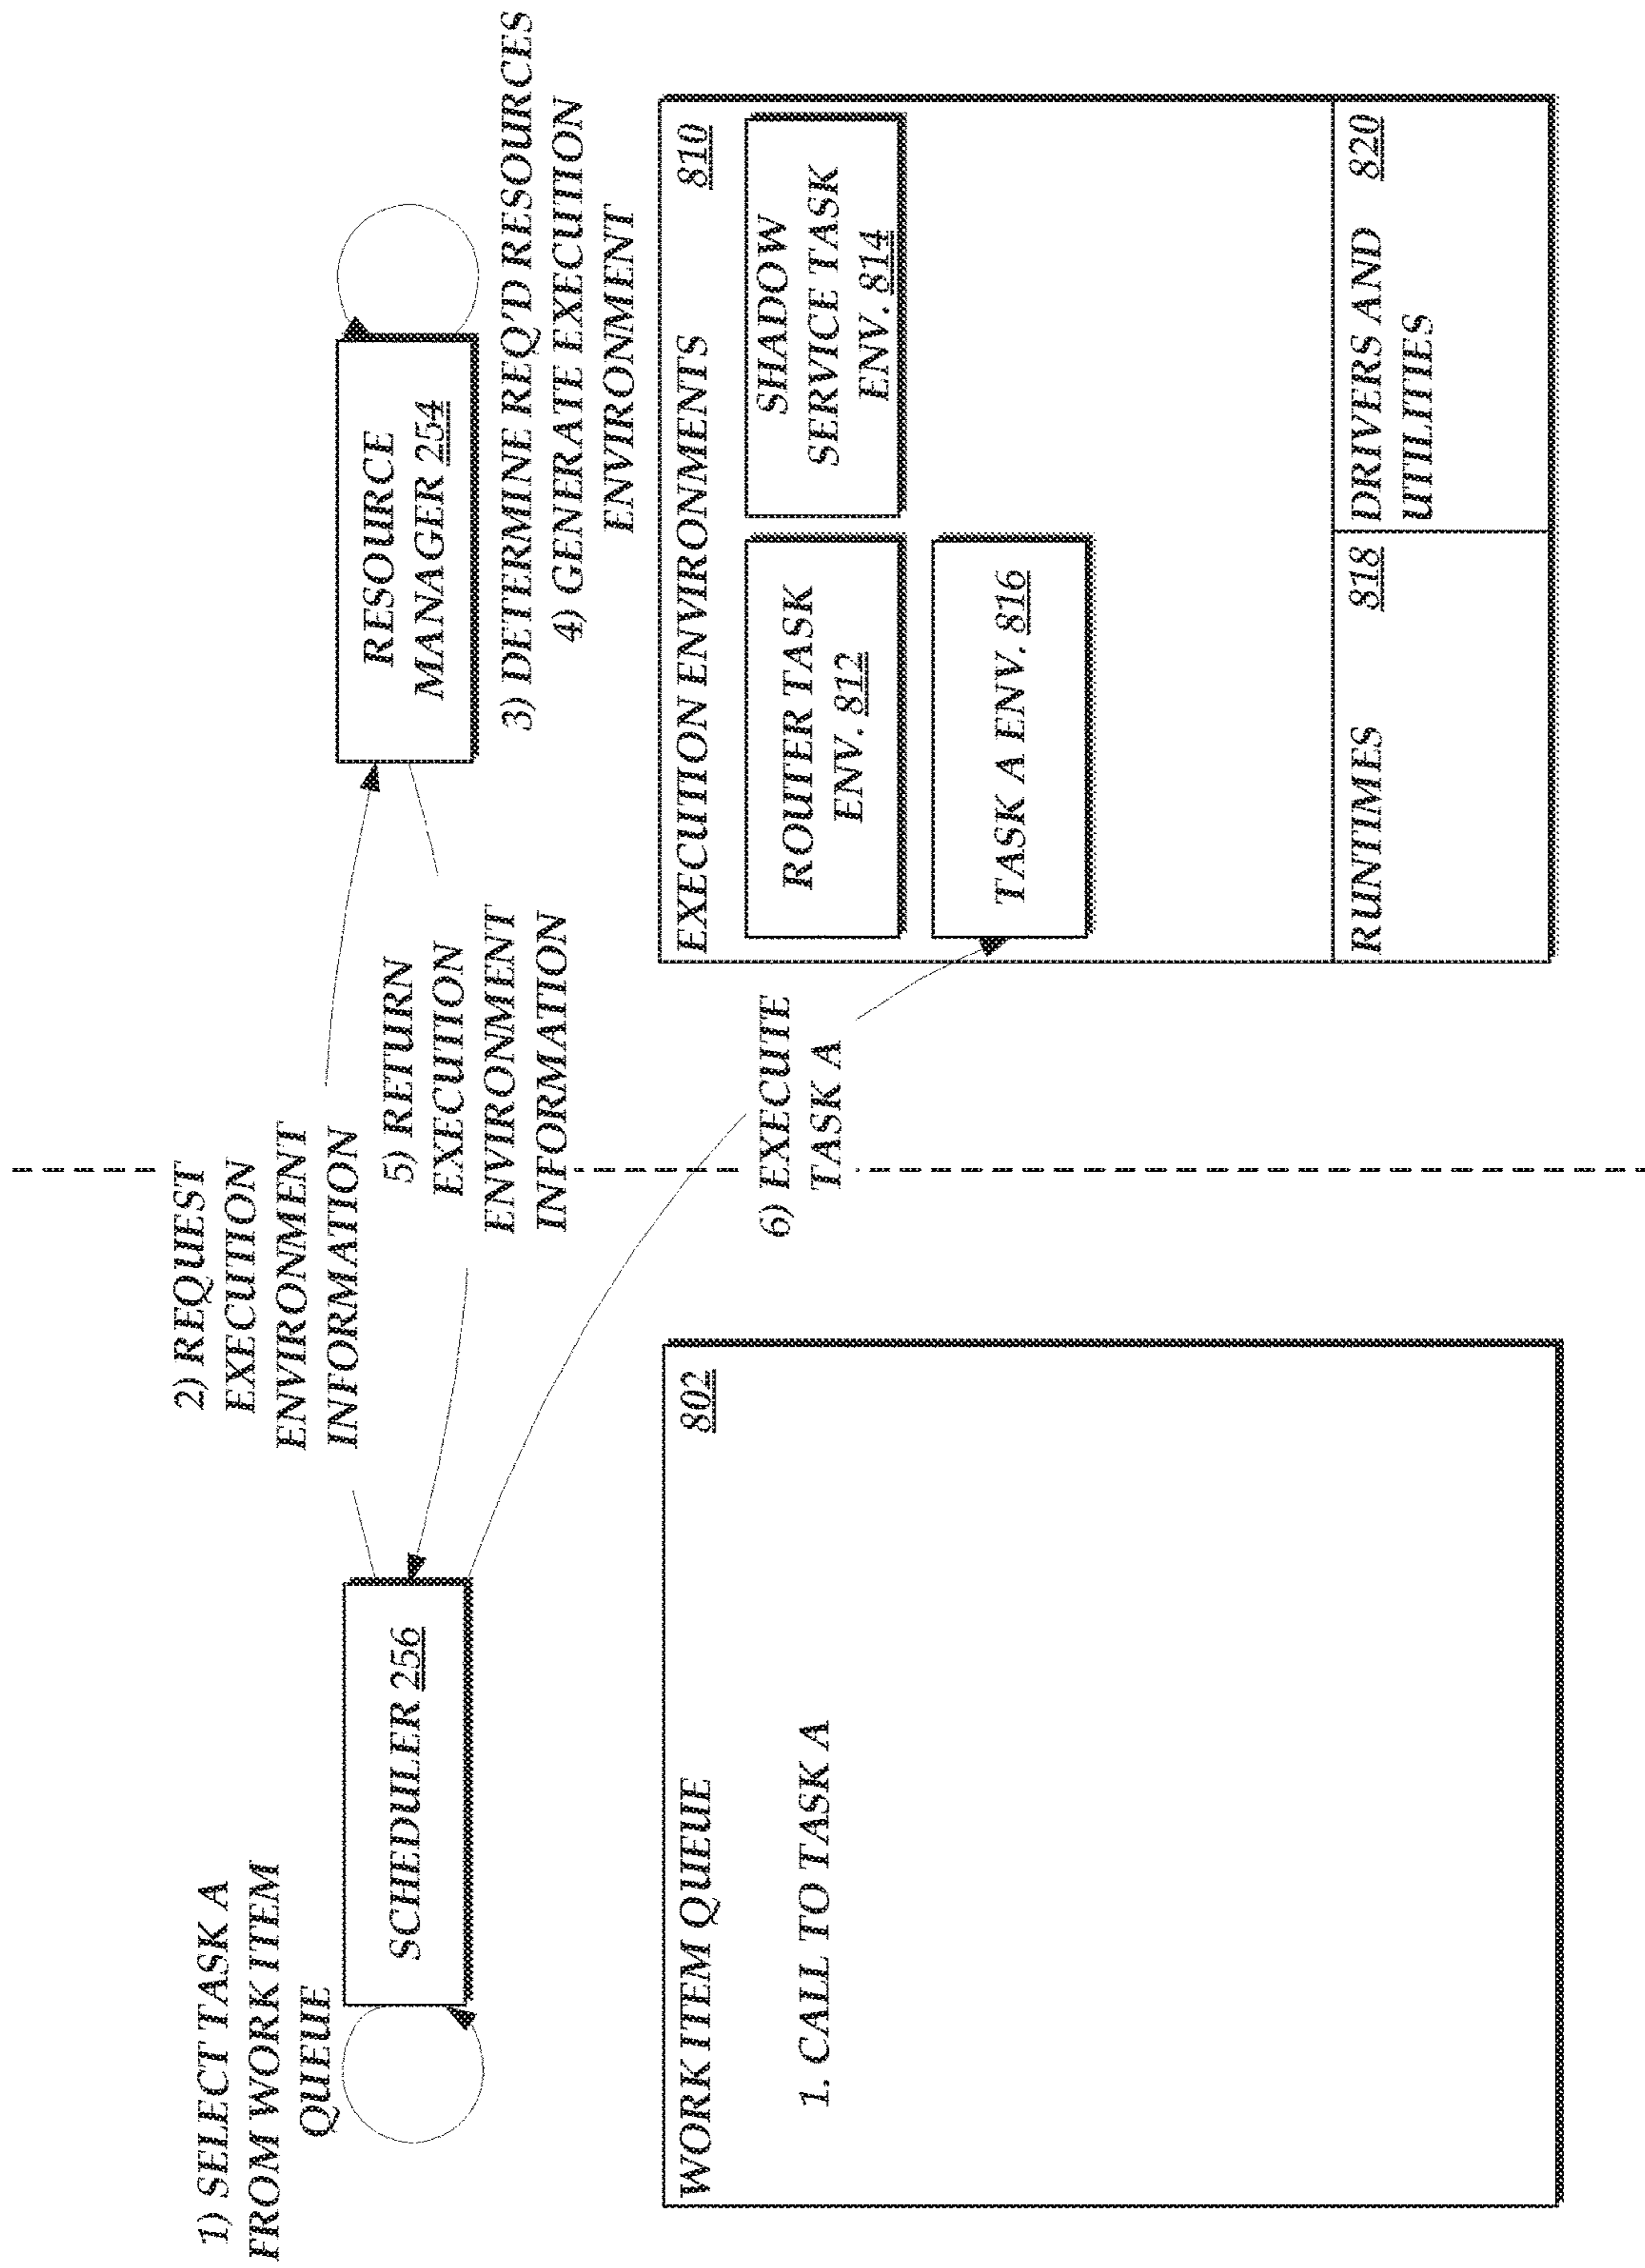 1) SELECT TASK A
FROM WORK ITEM
QUEUE
SCHEDULER 256
2) REQUEST
EXECUTION
ENVIRONMENT
INFORMATION
RESOURCE
MANAGER 254
3) DETERMINE REQ'D RESOURCES
4) GENERATE EXECUTION
ENVIRONMENT
5) RETURN
EXECUTION
ENVIRONMENT
INFORMATION
6) EXECUTE
TASK A
WORK ITEM QUEUE 802
1. CALL TO TASK A
EXECUTION ENVIRONMENTS 810
ROUTER TASK
ENV. 812
SHADOW
SERVICE TASK
ENV. 814
TASK A ENV. 816
RUNTIMES 818
DRIVERS AND 820
UTILITIES